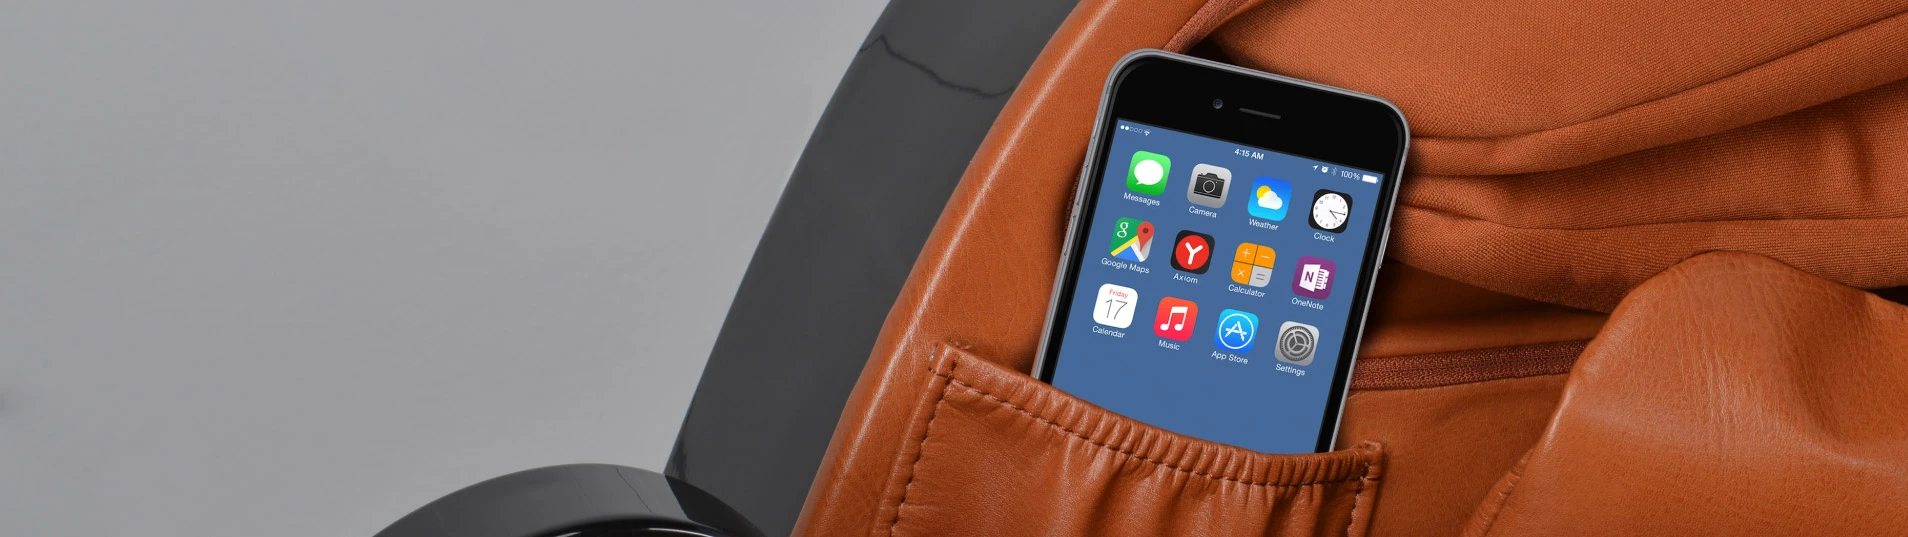 4:15 AM
100%
Messages
Camera
Weather
Clock
g
Google Maps
Axiom
Calculator
N
OneNote
Friday
17
Calendar
Music
App Store
Settings